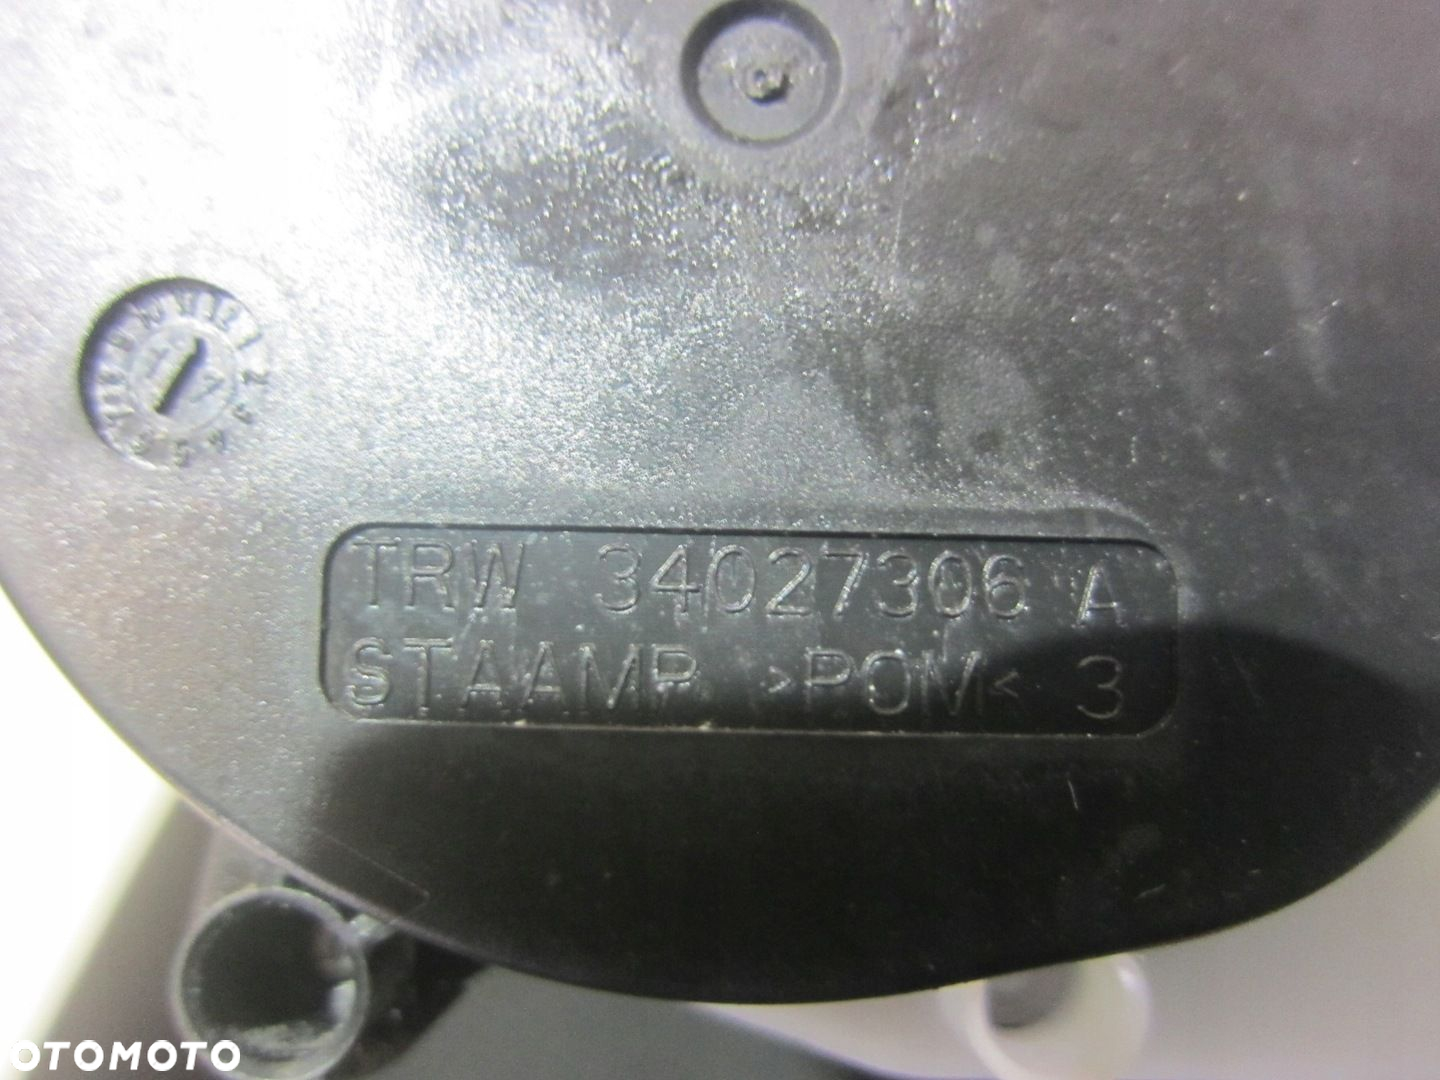 TRW 34027306 A
STAAMP >POM< 3
OTOMOTO